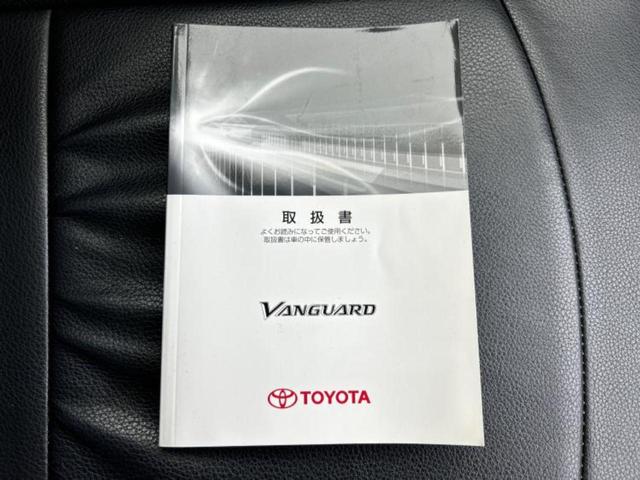 取扱書
よくお読みになってご使用ください。
取扱書は車の中に保管しましょう。
VANGUARD
TOYOTA